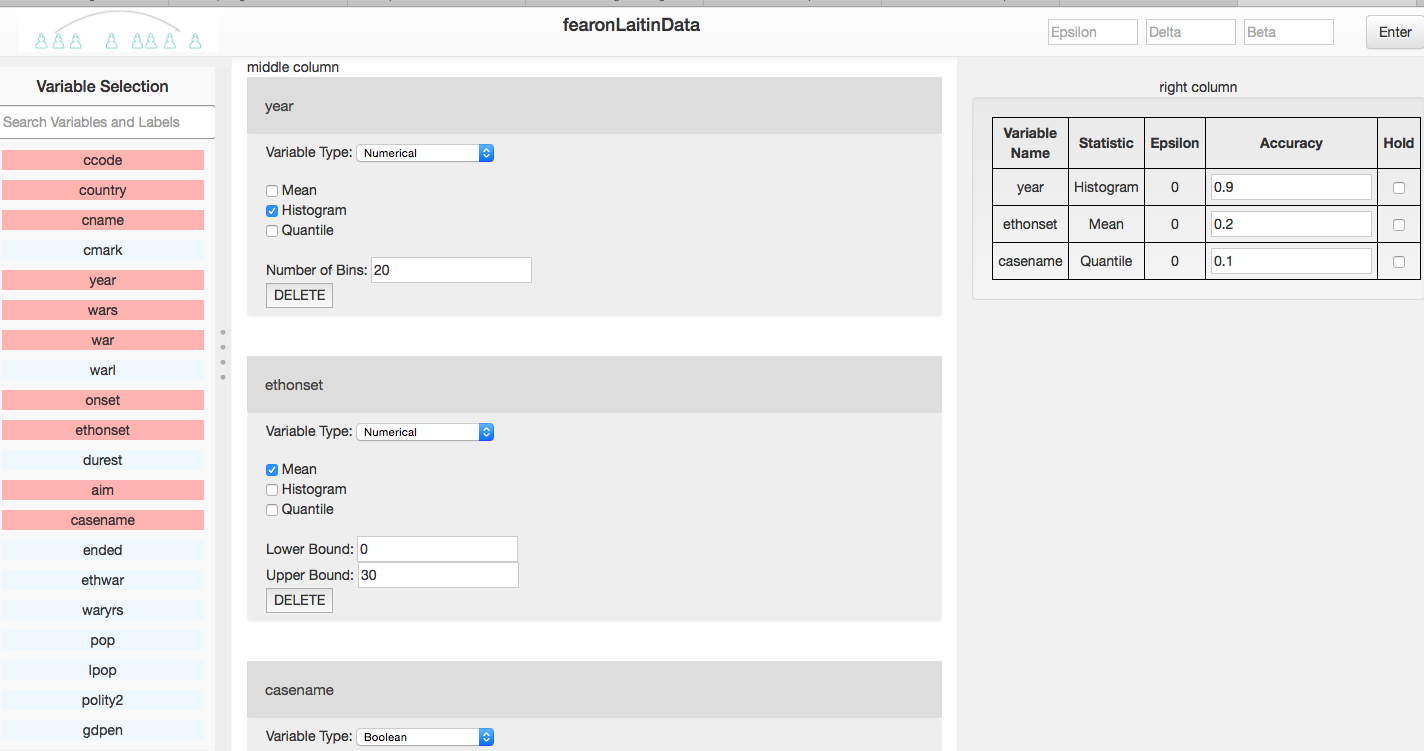 fearonLaitinData
Epsilon Delta Beta Enter
Variable Selection
Search Variables and Labels
ccode
country
cname
cmark
year
wars
war
warl
onset
ethonset
durest
aim
casename
ended
ethwar
waryrs
pop
lpop
polity2
gdpen
middle column
year
Variable Type: Numerical
Mean
Histogram
Quantile
Number of Bins: 20
DELETE
ethonset
Variable Type: Numerical
Mean
Histogram
Quantile
Lower Bound: 0
Upper Bound: 30
DELETE
casename
Variable Type: Boolean
right column
Variable Name Statistic Epsilon Accuracy Hold
year Histogram 0 0.9
ethonset Mean 0 0.2
casename Quantile 0 0.1